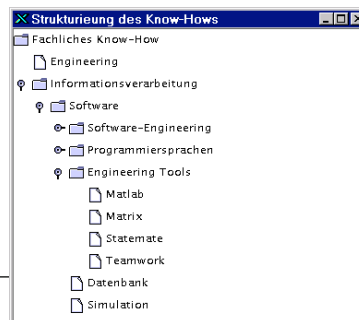 Strukturieung des Know-Hows
Fachliches Know-How
Engineering
Informationsverarbeitung
Software
Software-Engineering
Programmiersprachen
Engineering Tools
Matlab
Matrix
Statemate
Teamwork
Datenbank
Simulation